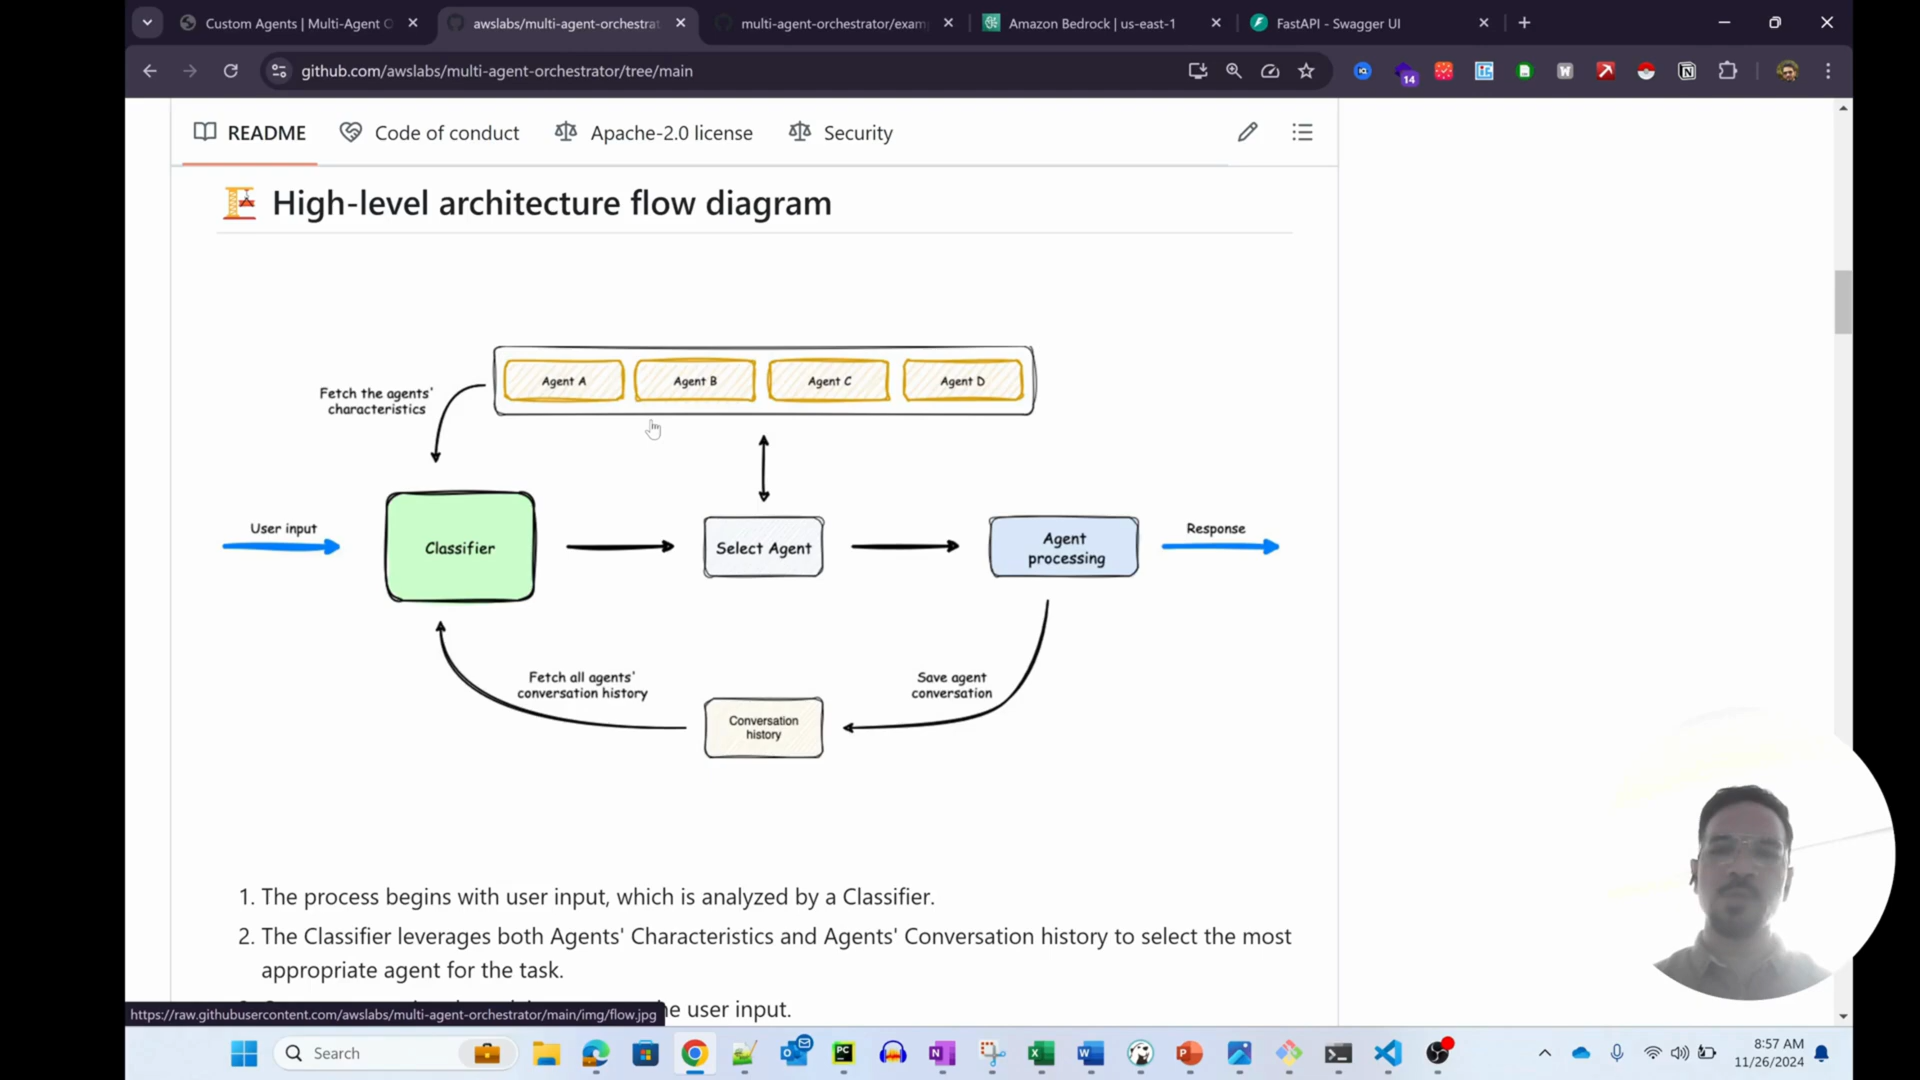 Custom Agents | Multi-Agent O
awslabs/multi-agent-orchestrat
multi-agent-orchestrator/exam
Amazon Bedrock | us-east-1
FastAPI - Swagger UI
github.com/awslabs/multi-agent-orchestrator/tree/main
14
README
Code of conduct
Apache-2.0 license
Security
High-level architecture flow diagram
Agent A
Agent B
Agent C
Agent D
Fetch the agents'
characteristics
User input
Classifier
Select Agent
Agent
processing
Response
Fetch all agents'
conversation history
Save agent
conversation
Conversation
history
1. The process begins with user input, which is analyzed by a Classifier.
2. The Classifier leverages both Agents' Characteristics and Agents' Conversation history to select the most
appropriate agent for the task.
he user input.
https://raw.githubusercontent.com/awslabs/multi-agent-orchestrator/main/img/flow.jpg
Search
8:57 AM
11/26/2024